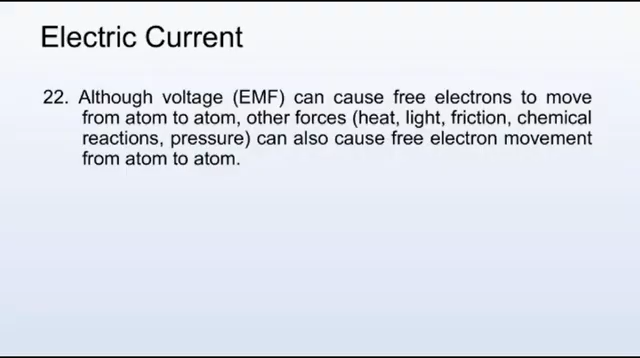 Electric Current
22. Although voltage (EMF) can cause free electrons to move
from atom to atom, other forces (heat, light, friction, chemical
reactions, pressure) can also cause free electron movement
from atom to atom.